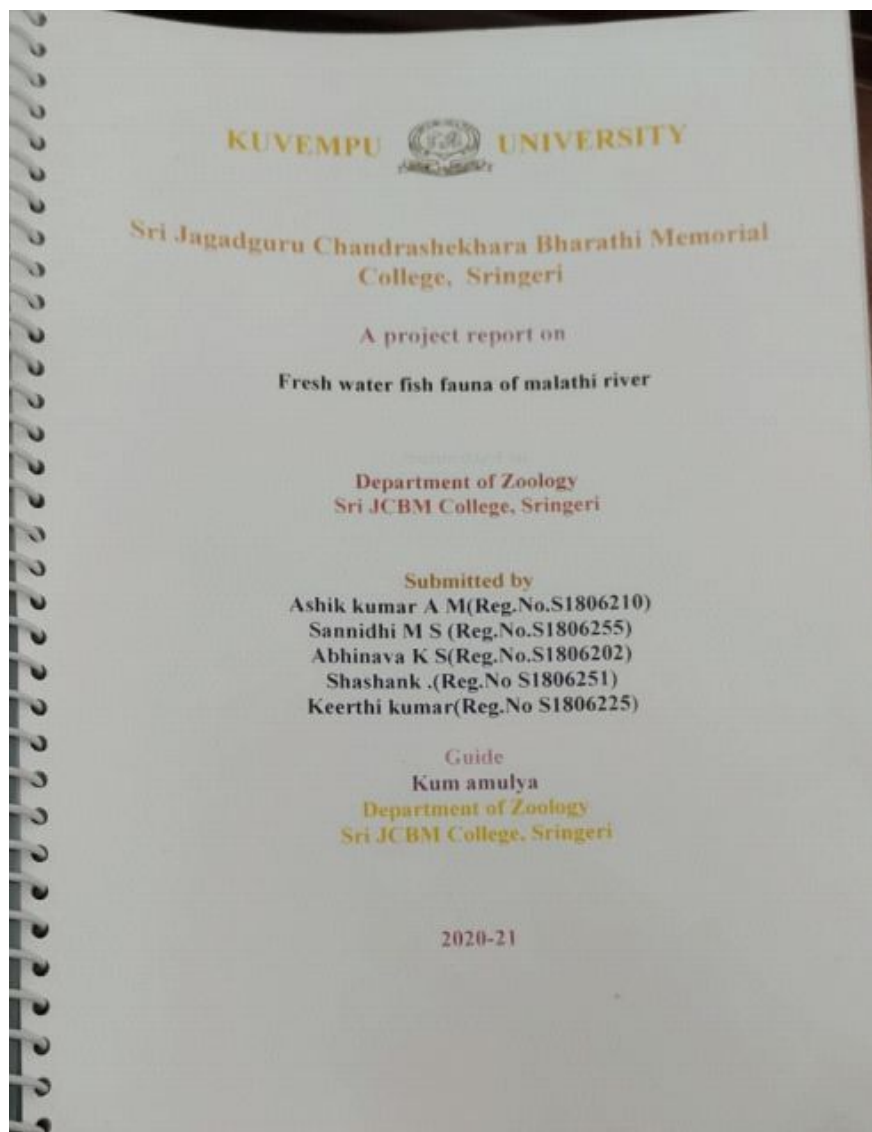 KUVEMPU UNIVERSITY
Sri Jagadguru Chandrashekhara Bharathi Memorial
College, Sringeri
A project report on
Fresh water fish fauna of malathi river
Department of Zoology
Sri JCBM College, Sringeri
Submitted by
Ashik kumar A M(Reg.No.S1806210)
Sannidhi M S (Reg.No.S1806255)
Abhinava K S(Reg.No.S1806202)
Shashank .(Reg.No S1806251)
Keerthi kumar(Reg.No S1806225)
Guide
Kum amulya
Department of Zoology
Sri JCBM College, Sringeri
2020-21